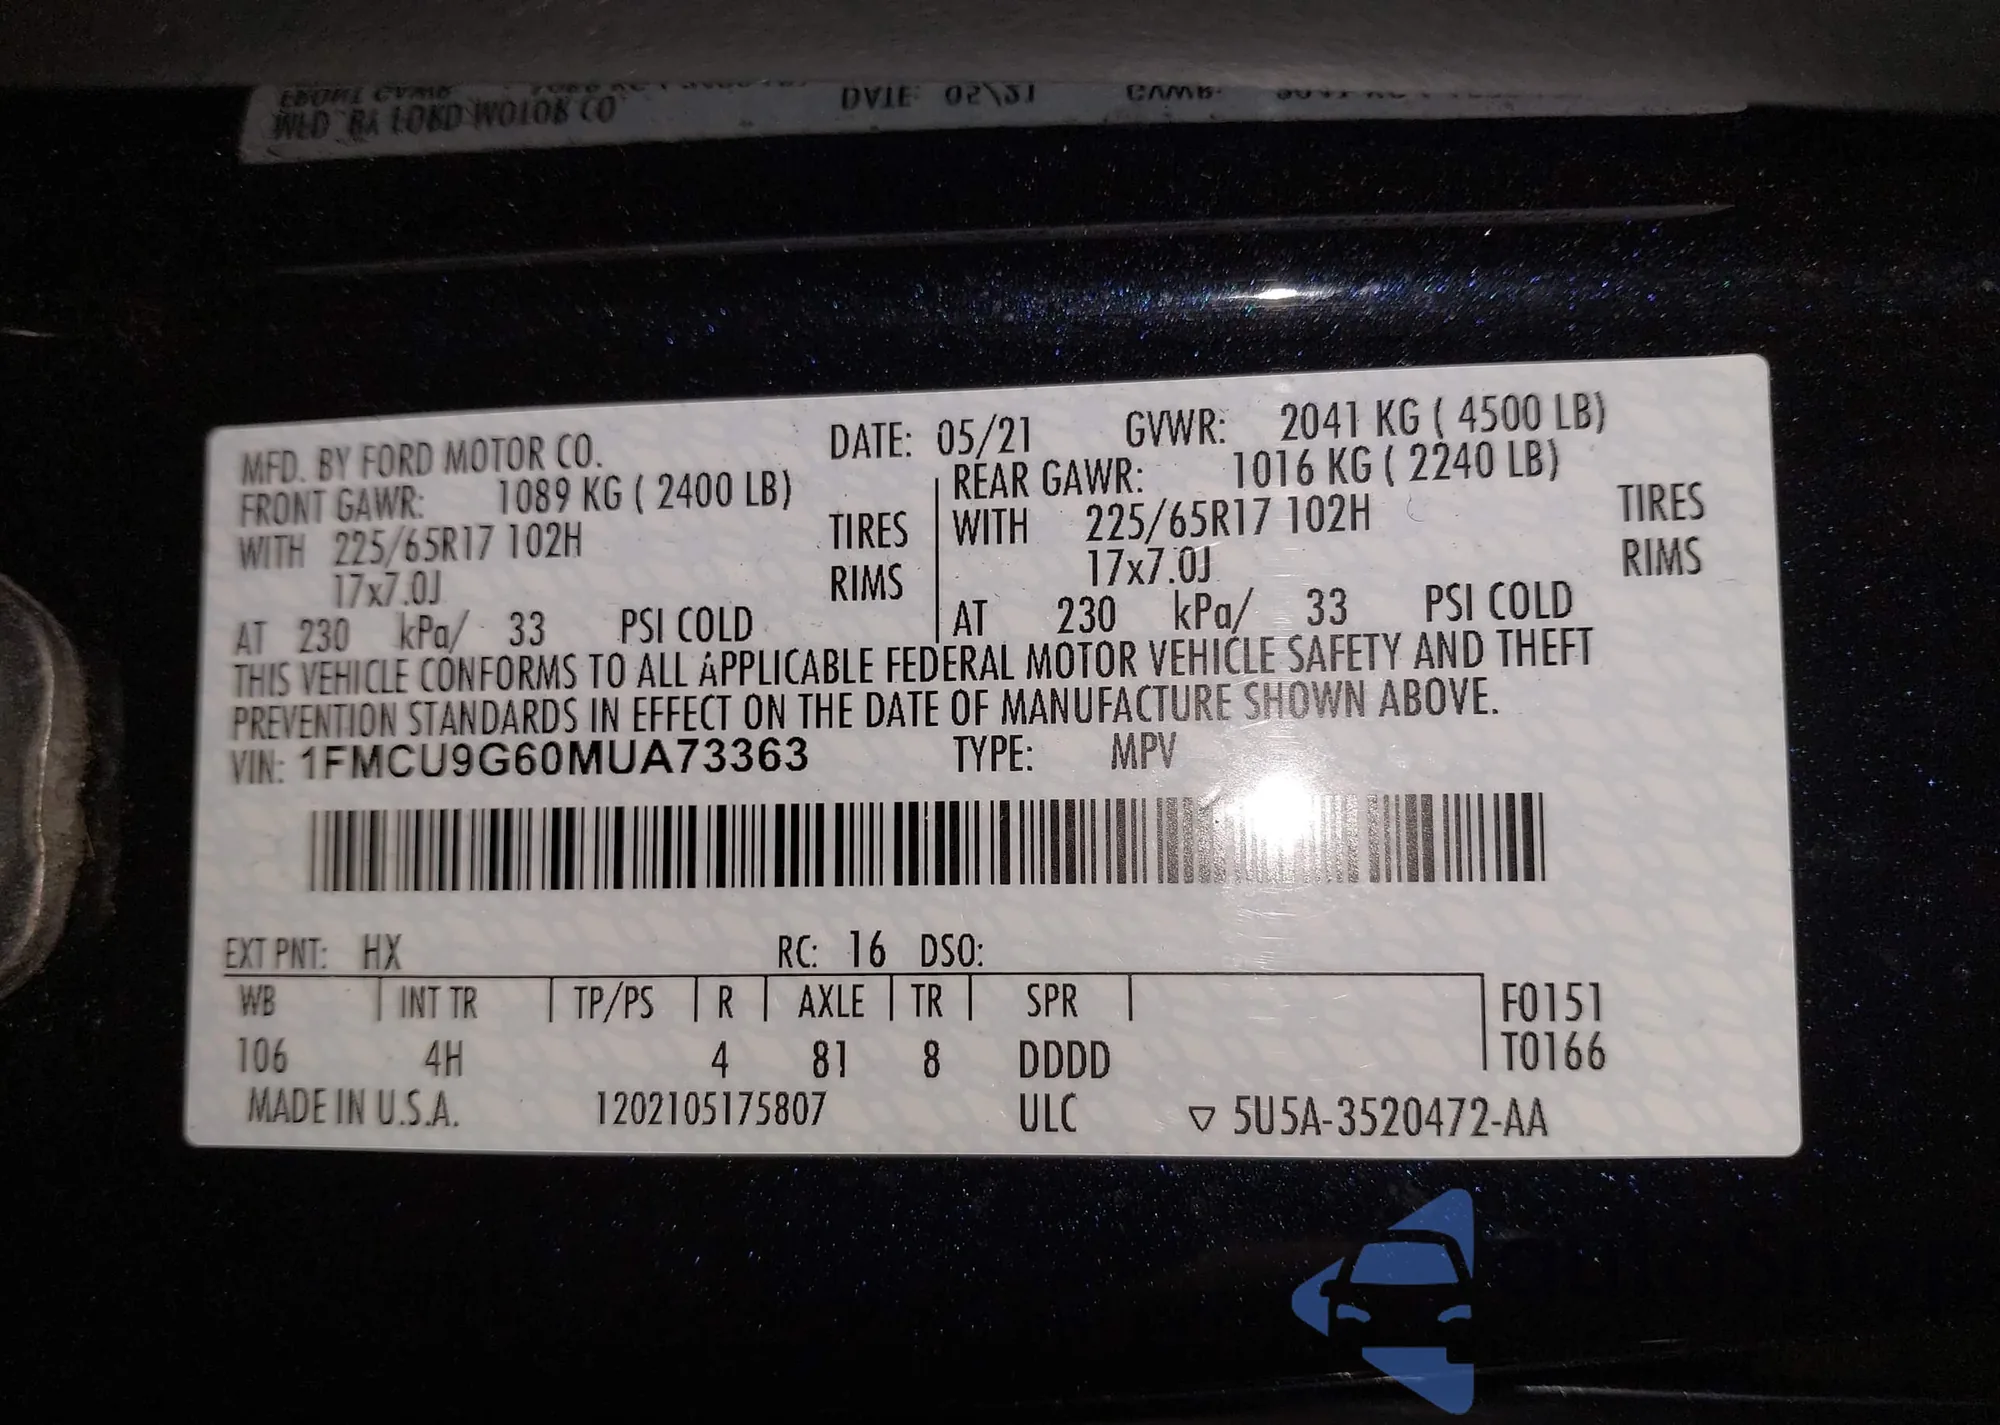 MFD. BY FORD MOTOR CO. DATE: 05/21 GVWR: 2041 KG ( 4500 LB)
FRONT GAWR: 1089 KG ( 2400 LB) REAR GAWR: 1016 KG ( 2240 LB)
WITH 225/65R17 102H TIRES WITH 225/65R17 102H TIRES
17x7.0J RIMS 17x7.0J RIMS
AT 230 kPa/ 33 PSI COLD AT 230 kPa/ 33 PSI COLD
THIS VEHICLE CONFORMS TO ALL APPLICABLE FEDERAL MOTOR VEHICLE SAFETY AND THEFT
PREVENTION STANDARDS IN EFFECT ON THE DATE OF MANUFACTURE SHOWN ABOVE.
VIN: 1FMCU9G60MUA73363 TYPE: MPV
EXT PNT: HX RC: 16 DSO:
WB INT TR TP/PS R AXLE TR SPR F0151
106 4H 4 81 8 DDDD T0166
MADE IN U.S.A. 1202105175807 ULC ▽ 5U5A-3520472-AA